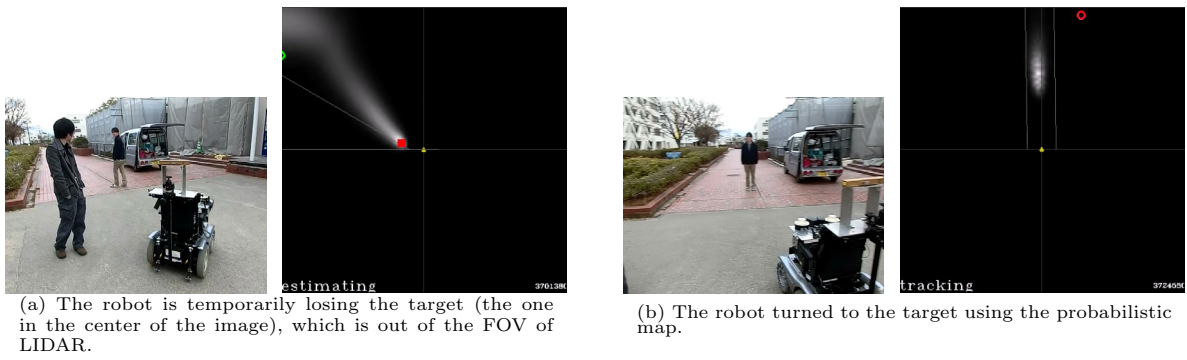 estimating
3701380
(a) The robot is temporarily losing the target (the one
in the center of the image), which is out of the FOV of
LIDAR.
tracking
(b) The robot turned to the target using the probabilistic
map.